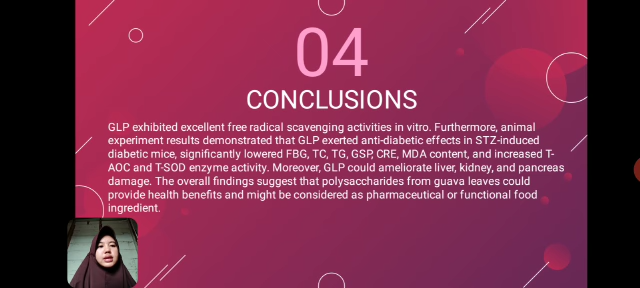 04
CONCLUSIONS
GLP exhibited excellent free radical scavenging activities in vitro. Furthermore, animal
experiment results demonstrated that GLP exerted anti-diabetic effects in STZ-induced
diabetic mice, significantly lowered FBG, TC, TG, GSP, CRE, MDA content, and increased T-
AOC and T-SOD enzyme activity. Moreover, GLP could ameliorate liver, kidney, and pancreas
damage. The overall findings suggest that polysaccharides from guava leaves could
provide health benefits and might be considered as pharmaceutical or functional food
ingredient.